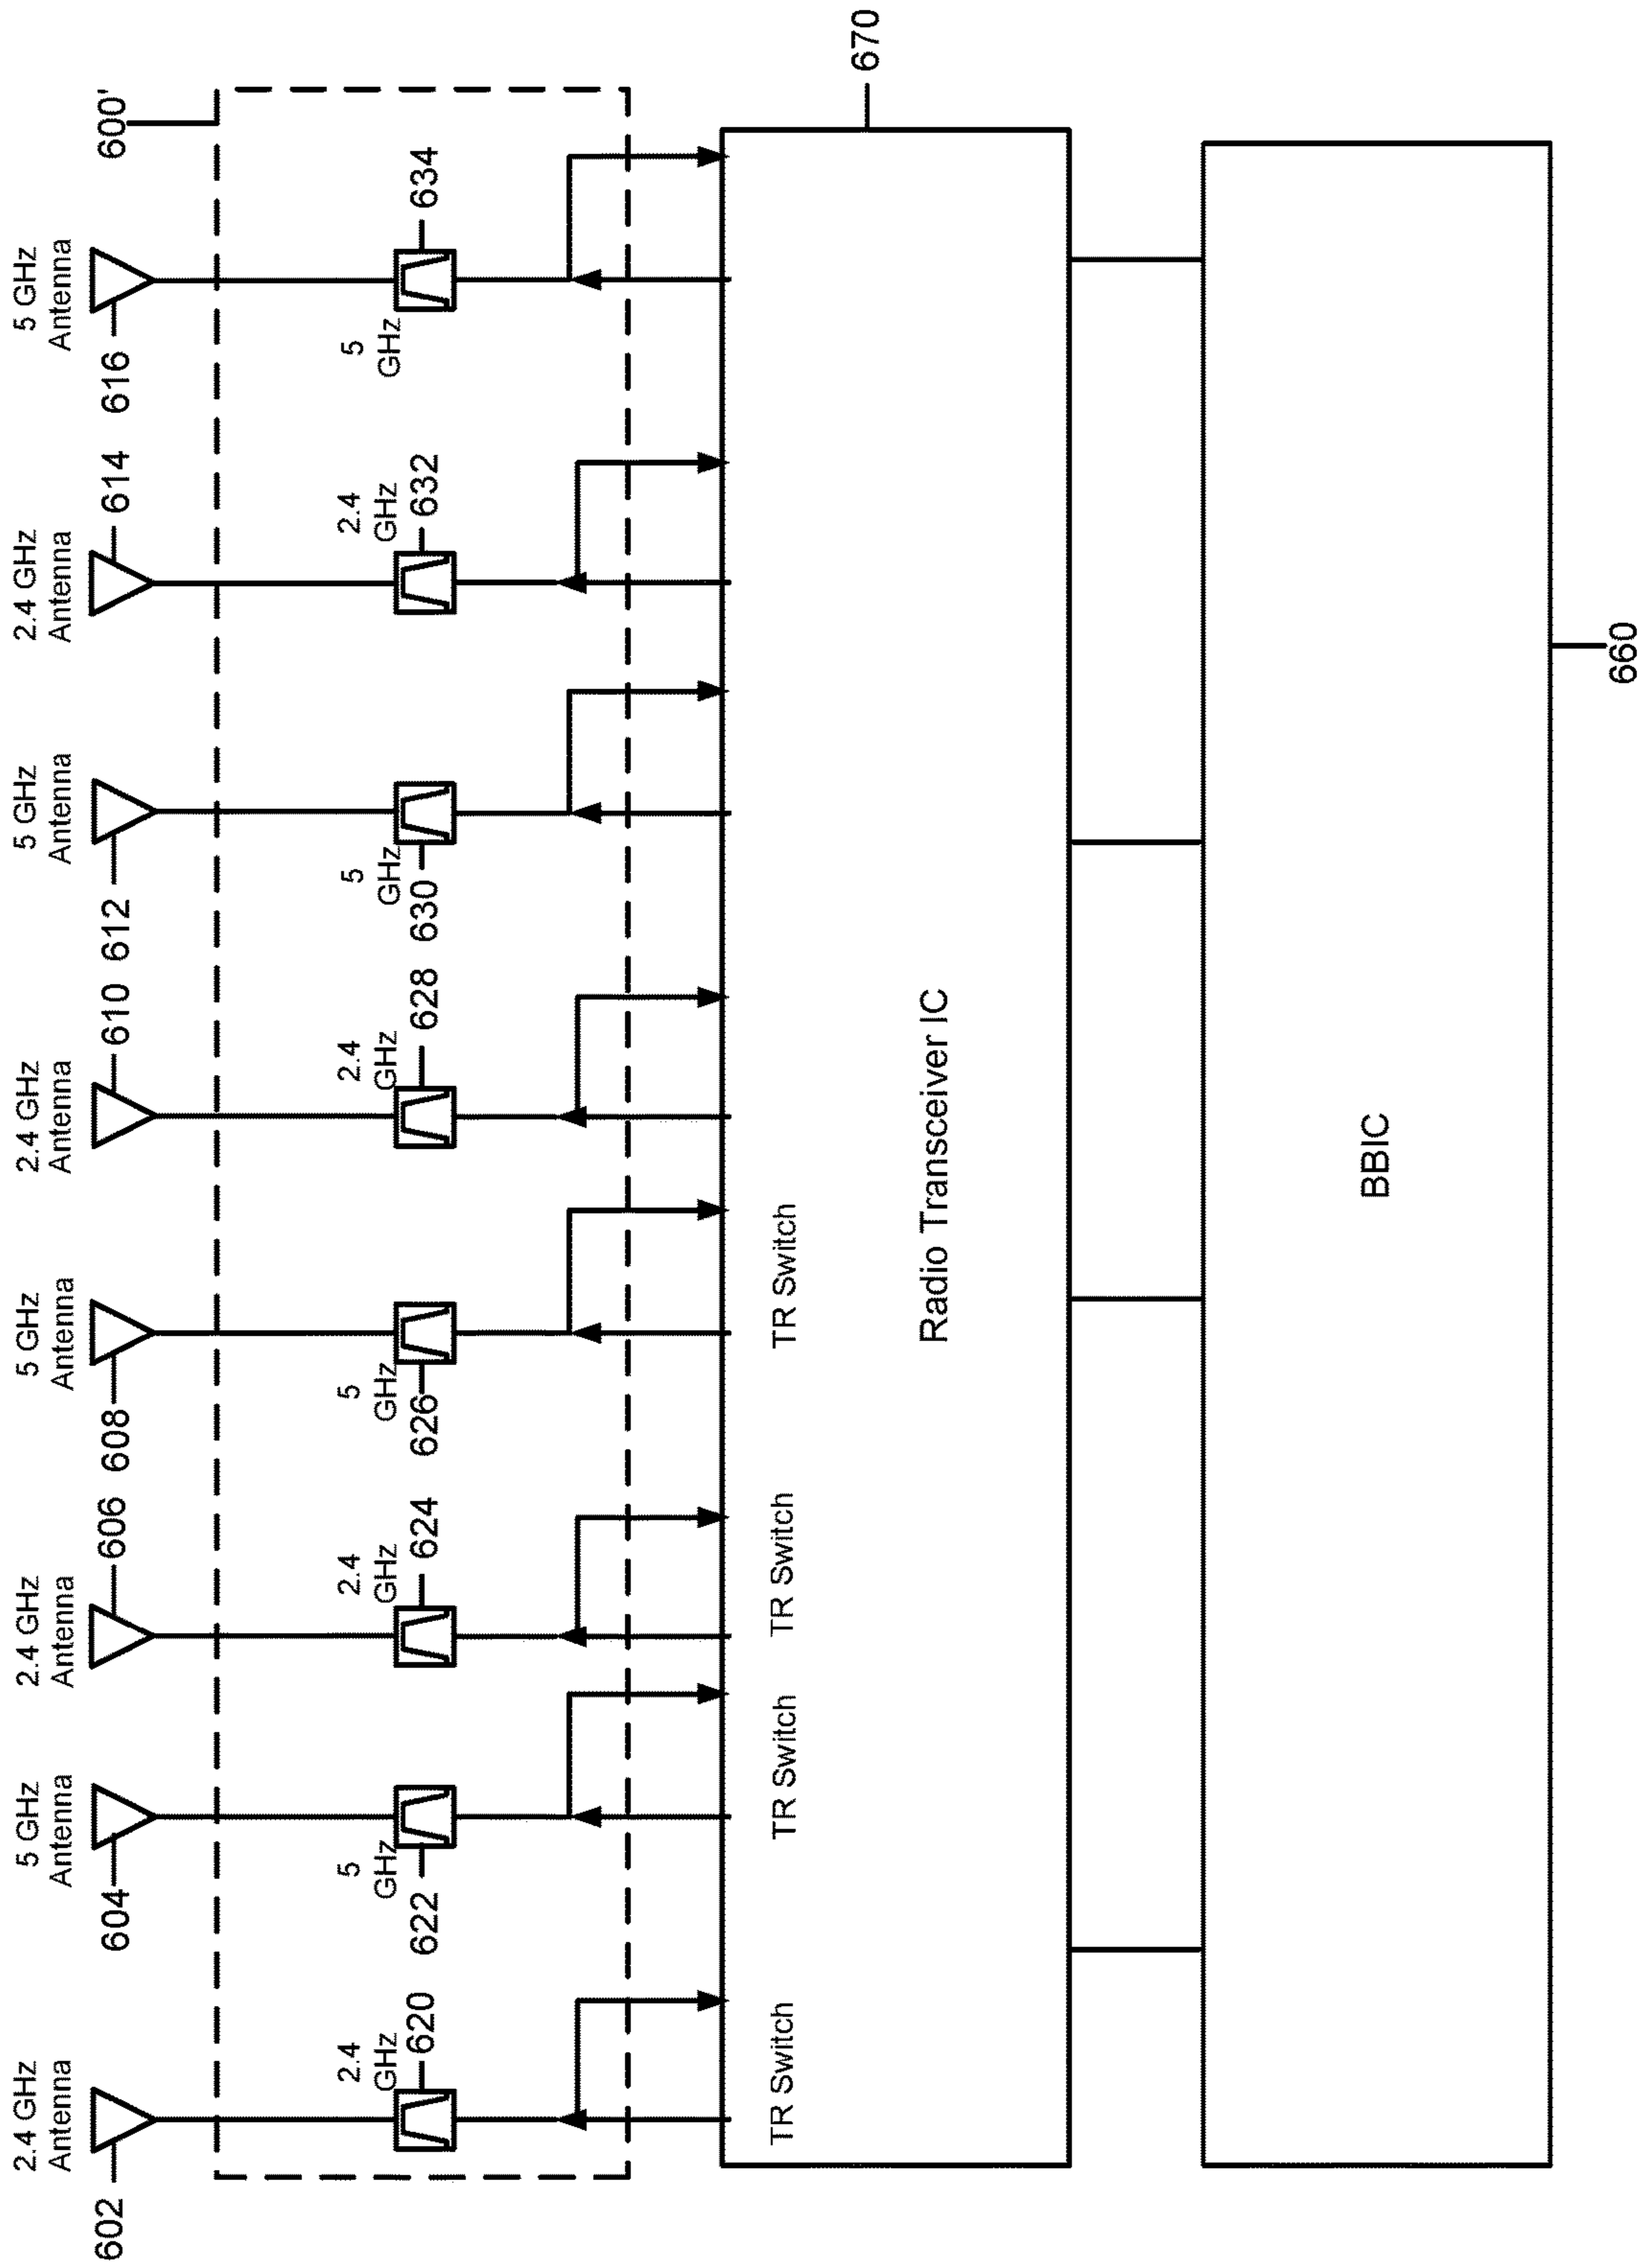 2.4 GHz
Antenna
5 GHz
Antenna
2.4 GHz
Antenna
5 GHz
Antenna
2.4 GHz
Antenna
5 GHz
Antenna
2.4 GHz
Antenna
5 GHz
Antenna
602
604
606
608
610
612
614
616
600'
2.4
GHz
620
5
GHz
622
2.4
GHz
624
5
GHz
626
2.4
GHz
628
5
GHz
630
2.4
GHz
632
5
GHz
634
TR Switch
TR Switch
TR Switch
TR Switch
Radio Transceiver IC
670
BBIC
660